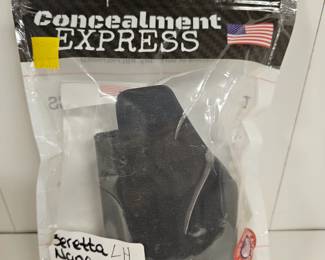 Concealment
EXPRESS
Beretta LH
Nano